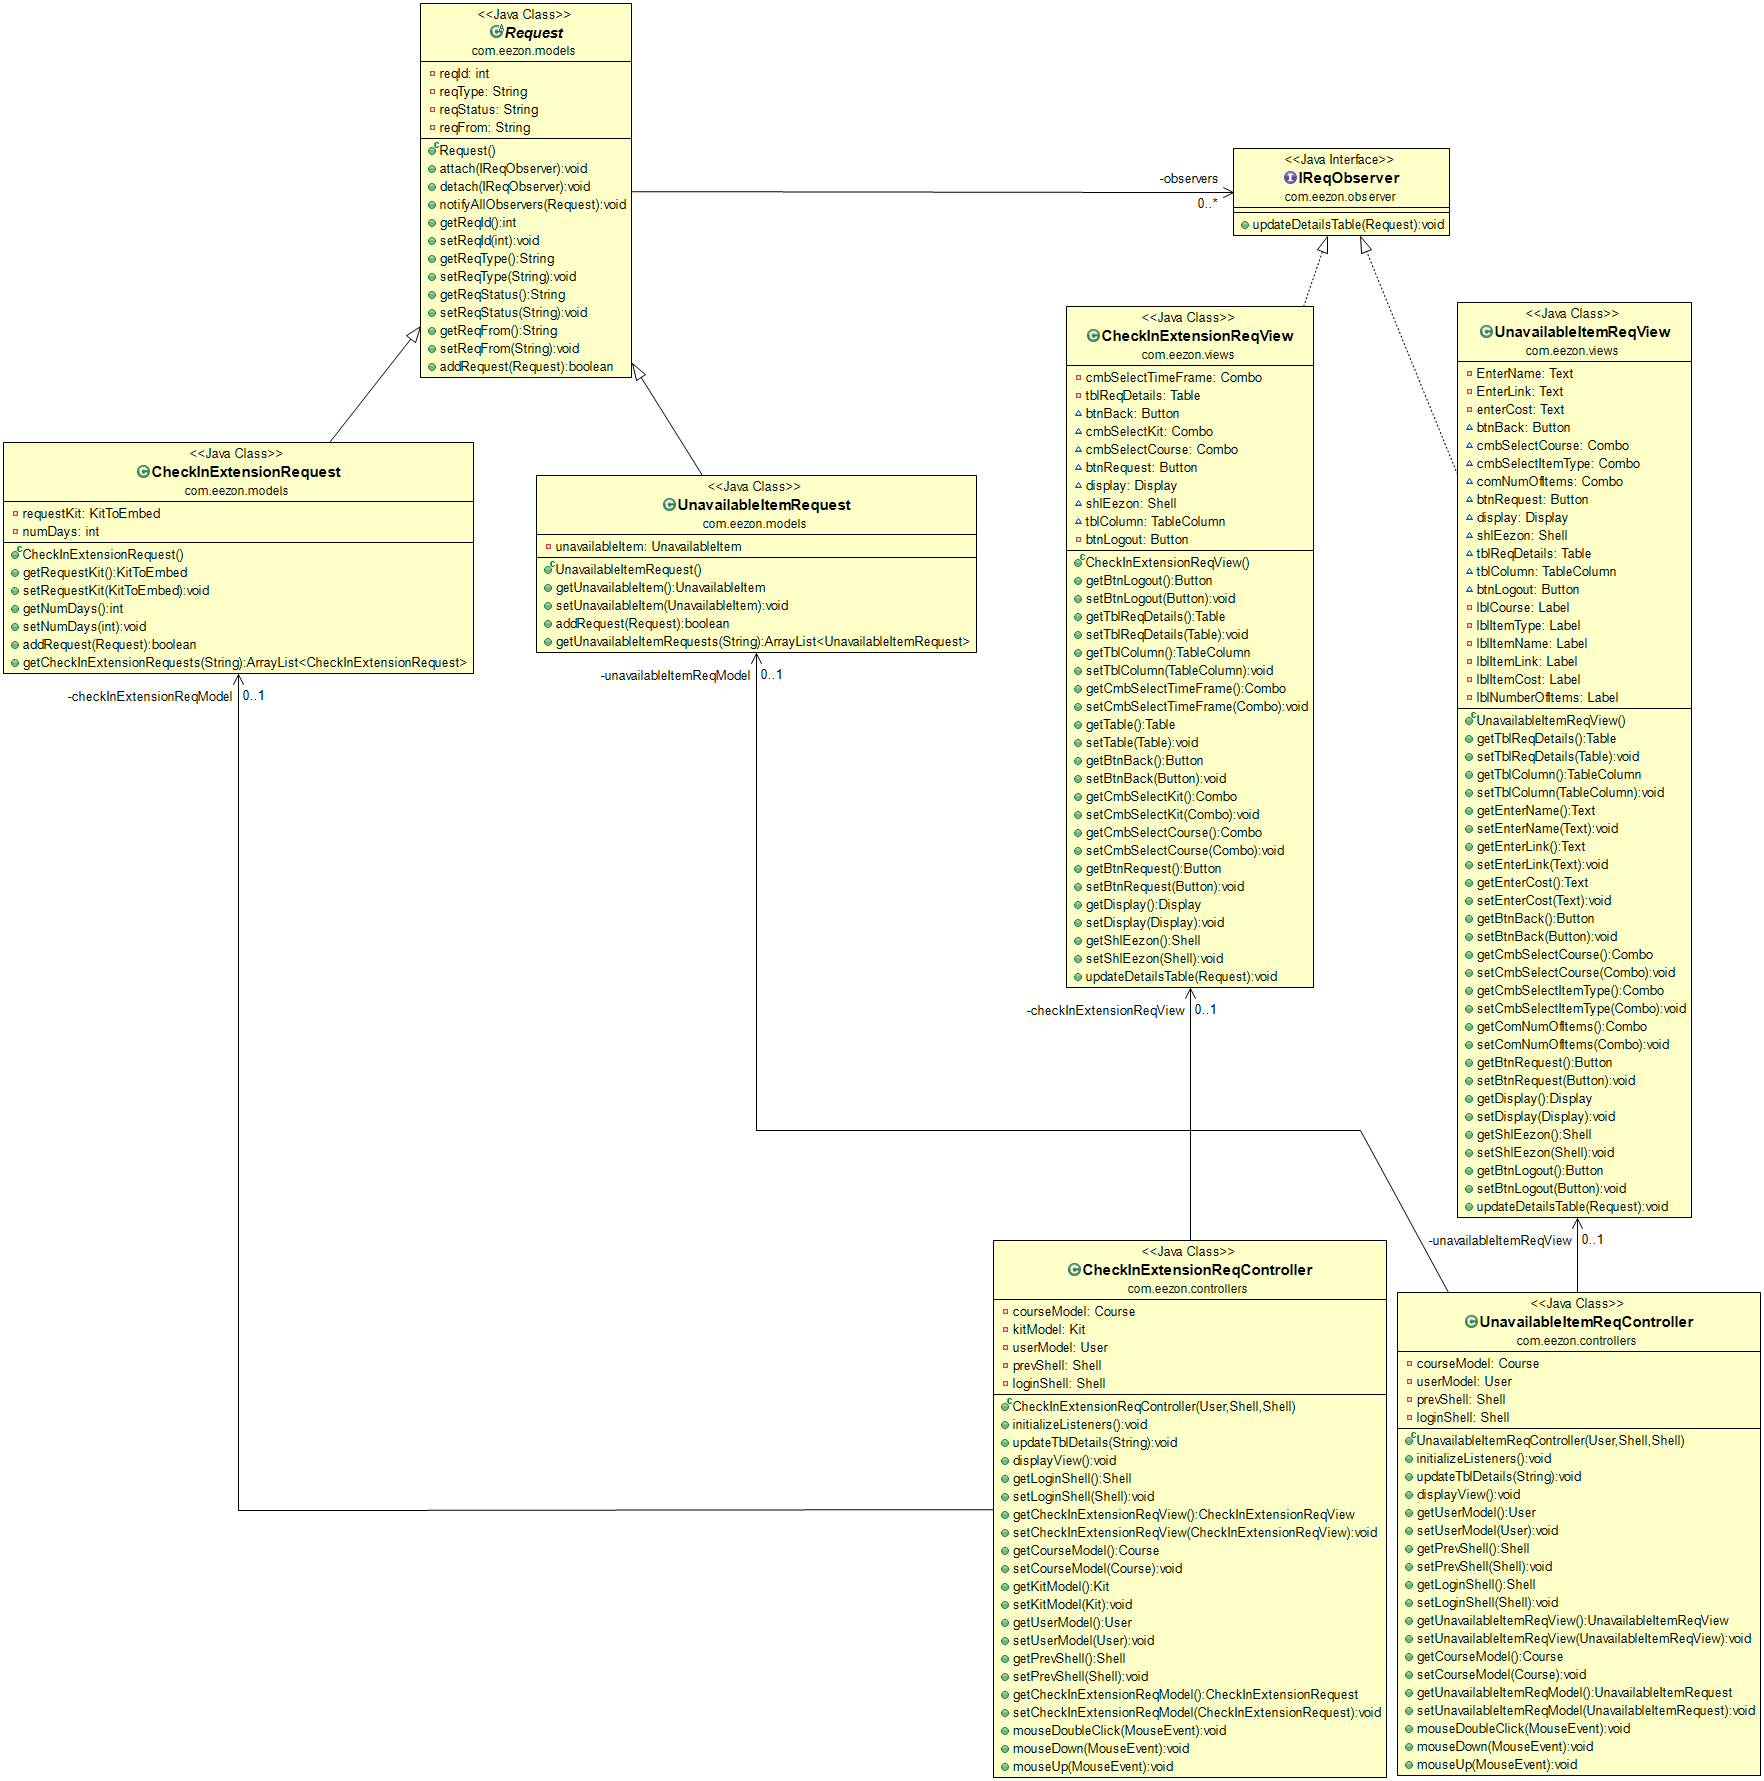 <<Java Class>>
Request
com.eezon.models
reqId: int
reqType: String
reqStatus: String
reqFrom: String
Request()
attach(IReqObserver):void
detach(IReqObserver):void
notifyAllObservers(Request):void
getReqId():int
setReqId(int):void
getReqType():String
setReqType(String):void
getReqStatus():String
setReqStatus(String):void
getReqFrom():String
setReqFrom(String):void
addRequest(Request):boolean
-observers
0..*
<<Java Interface>>
IReqObserver
com.eezon.observer
updateDetailsTable(Request):void
<<Java Class>>
CheckInExtensionRequest
com.eezon.models
requestKit: KitToEmbed
numDays: int
CheckInExtensionRequest()
getRequestKit():KitToEmbed
setRequestKit(KitToEmbed):void
getNumDays():int
setNumDays(int):void
addRequest(Request):boolean
getCheckInExtensionRequests(String):ArrayList<CheckInExtensionRequest>
-checkInExtensionReqModel
0..1
<<Java Class>>
UnavailableItemRequest
com.eezon.models
unavailableItem: UnavailableItem
UnavailableItemRequest()
getUnavailableItem():UnavailableItem
setUnavailableItem(UnavailableItem):void
addRequest(Request):boolean
getUnavailableItemRequests(String):ArrayList<UnavailableItemRequest>
-unavailableItemReqModel
0..1
<<Java Class>>
CheckInExtensionReqView
com.eezon.views
cmbSelectTimeFrame: Combo
tblReqDetails: Table
btnBack: Button
cmbSelectKit: Combo
cmbSelectCourse: Combo
btnRequest: Button
display: Display
shlEezon: Shell
tblColumn: TableColumn
btnLogout: Button
CheckInExtensionReqView()
getBtnLogout():Button
setBtnLogout(Button):void
getTblReqDetails():Table
setTblReqDetails(Table):void
getTblColumn():TableColumn
setTblColumn(TableColumn):void
getCmbSelectTimeFrame():Combo
setCmbSelectTimeFrame(Combo):void
getTable():Table
setTable(Table):void
getBtnBack():Button
setBtnBack(Button):void
getCmbSelectKit():Combo
setCmbSelectKit(Combo):void
getCmbSelectCourse():Combo
setCmbSelectCourse(Combo):void
getBtnRequest():Button
setBtnRequest(Button):void
getDisplay():Display
setDisplay(Display):void
getShlEezon():Shell
setShlEezon(Shell):void
updateDetailsTable(Request):void
-checkInExtensionReqView
0..1
<<Java Class>>
UnavailableItemReqView
com.eezon.views
EnterName: Text
EnterLink: Text
enterCost: Text
btnBack: Button
cmbSelectCourse: Combo
cmbSelectItemType: Combo
comNumOfItems: Combo
btnRequest: Button
display: Display
shlEezon: Shell
tblReqDetails: Table
tblColumn: TableColumn
btnLogout: Button
lblCourse: Label
lblItemType: Label
lblItemName: Label
lblItemLink: Label
lblItemCost: Label
lblNumberOfItems: Label
UnavailableItemReqView()
getTblReqDetails():Table
setTblReqDetails(Table):void
getTblColumn():TableColumn
setTblColumn(TableColumn):void
getEnterName():Text
setEnterName(Text):void
getEnterLink():Text
setEnterLink(Text):void
getEnterCost():Text
setEnterCost(Text):void
getBtnBack():Button
setBtnBack(Button):void
getCmbSelectCourse():Combo
setCmbSelectCourse(Combo):void
getCmbSelectItemType():Combo
setCmbSelectItemType(Combo):void
getComNumOfItems():Combo
setComNumOfItems(Combo):void
getBtnRequest():Button
setBtnRequest(Button):void
getDisplay():Display
setDisplay(Display):void
getShlEezon():Shell
setShlEezon(Shell):void
getBtnLogout():Button
setBtnLogout(Button):void
updateDetailsTable(Request):void
-unavailableItemReqView
0..1
<<Java Class>>
CheckInExtensionReqController
com.eezon.controllers
courseModel: Course
kitModel: Kit
userModel: User
prevShell: Shell
loginShell: Shell
CheckInExtensionReqController(User,Shell,Shell)
initializeListeners():void
updateTblDetails(String):void
displayView():void
getLoginShell():Shell
setLoginShell(Shell):void
getCheckInExtensionReqView():CheckInExtensionReqView
setCheckInExtensionReqView(CheckInExtensionReqView):void
getCourseModel():Course
setCourseModel(Course):void
getKitModel():Kit
setKitModel(Kit):void
getUserModel():User
setUserModel(User):void
getPrevShell():Shell
setPrevShell(Shell):void
getCheckInExtensionReqModel():CheckInExtensionRequest
setCheckInExtensionReqModel(CheckInExtensionRequest):void
mouseDoubleClick(MouseEvent):void
mouseDown(MouseEvent):void
mouseUp(MouseEvent):void
<<Java Class>>
UnavailableItemReqController
com.eezon.controllers
courseModel: Course
userModel: User
prevShell: Shell
loginShell: Shell
UnavailableItemReqController(User,Shell,Shell)
initializeListeners():void
updateTblDetails(String):void
displayView():void
getUserModel():User
setUserModel(User):void
getPrevShell():Shell
setPrevShell(Shell):void
getLoginShell():Shell
setLoginShell(Shell):void
getUnavailableItemReqView():UnavailableItemReqView
setUnavailableItemReqView(UnavailableItemReqView):void
getCourseModel():Course
setCourseModel(Course):void
getUnavailableItemReqModel():UnavailableItemRequest
setUnavailableItemReqModel(UnavailableItemRequest):void
mouseDoubleClick(MouseEvent):void
mouseDown(MouseEvent):void
mouseUp(MouseEvent):void